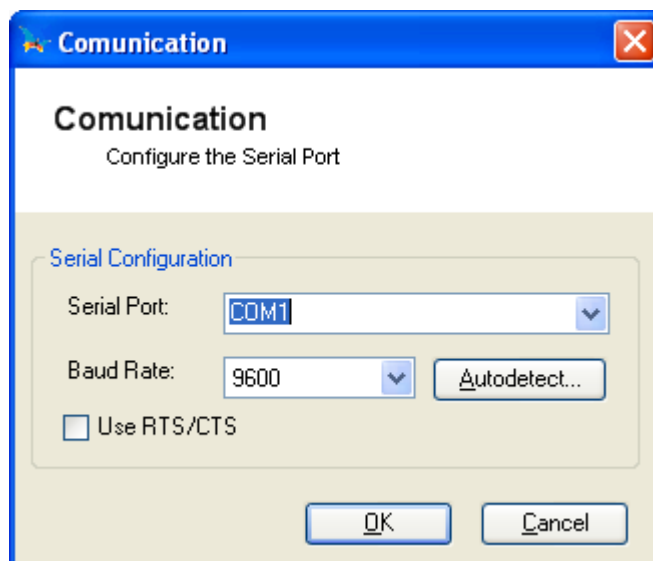 Comunication
Comunication
Configure the Serial Port
Serial Configuration
Serial Port: COM1
Baud Rate: 9600 Autodetect...
Use RTS/CTS
OK Cancel